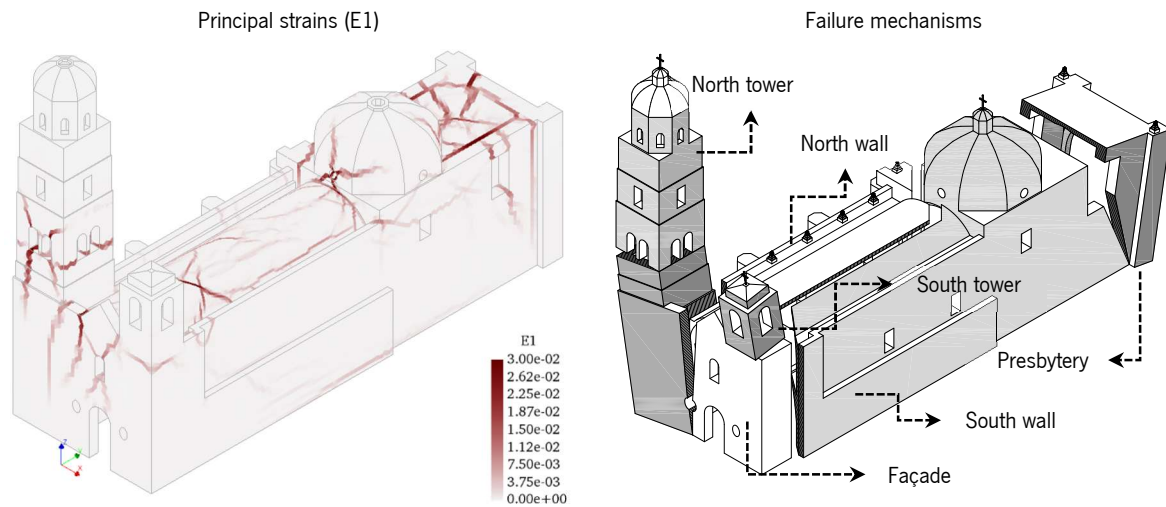 Principal strains (E1)
Failure mechanisms
North tower
North wall
South tower
Presbytery
South wall
Façade
E1
3.00e-02
2.62e-02
2.25e-02
1.87e-02
1.50e-02
1.12e-02
7.50e-03
3.75e-03
0.00e+00
Z
Y
X